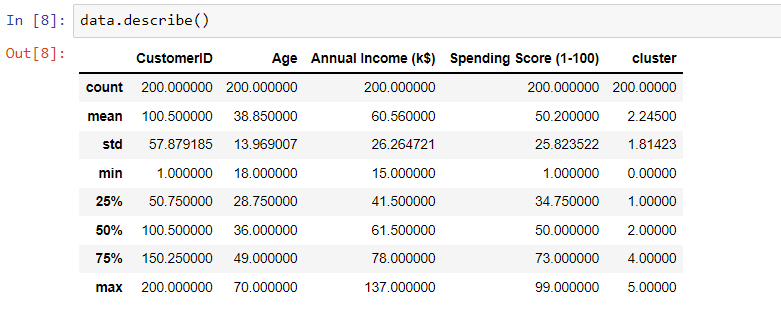 In [8]: data.describe()
Out[8]:
CustomerID Age Annual Income (k$) Spending Score (1-100) cluster
count 200.000000 200.000000 200.000000 200.000000 200.00000
mean 100.500000 38.850000 60.560000 50.200000 2.24500
std 57.879185 13.969007 26.264721 25.823522 1.81423
min 1.000000 18.000000 15.000000 1.000000 0.00000
25% 50.750000 28.750000 41.500000 34.750000 1.00000
50% 100.500000 36.000000 61.500000 50.000000 2.00000
75% 150.250000 49.000000 78.000000 73.000000 4.00000
max 200.000000 70.000000 137.000000 99.000000 5.00000